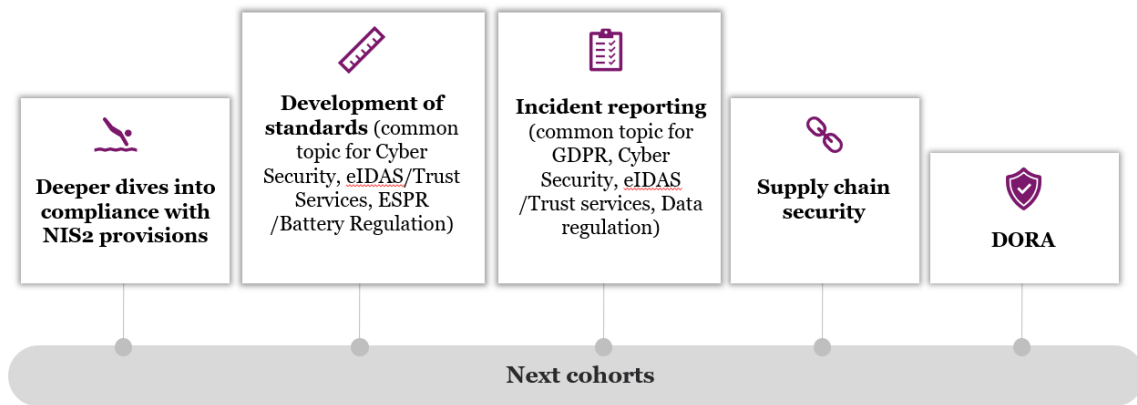 Deeper dives into
compliance with
NIS2 provisions
Development of
standards (common
topic for Cyber
Security, eIDAS/Trust
Services, ESPR
/Battery Regulation)
Incident reporting
(common topic for
GDPR, Cyber
Security, eIDAS
/Trust services, Data
regulation)
Supply chain
security
DORA
Next cohorts